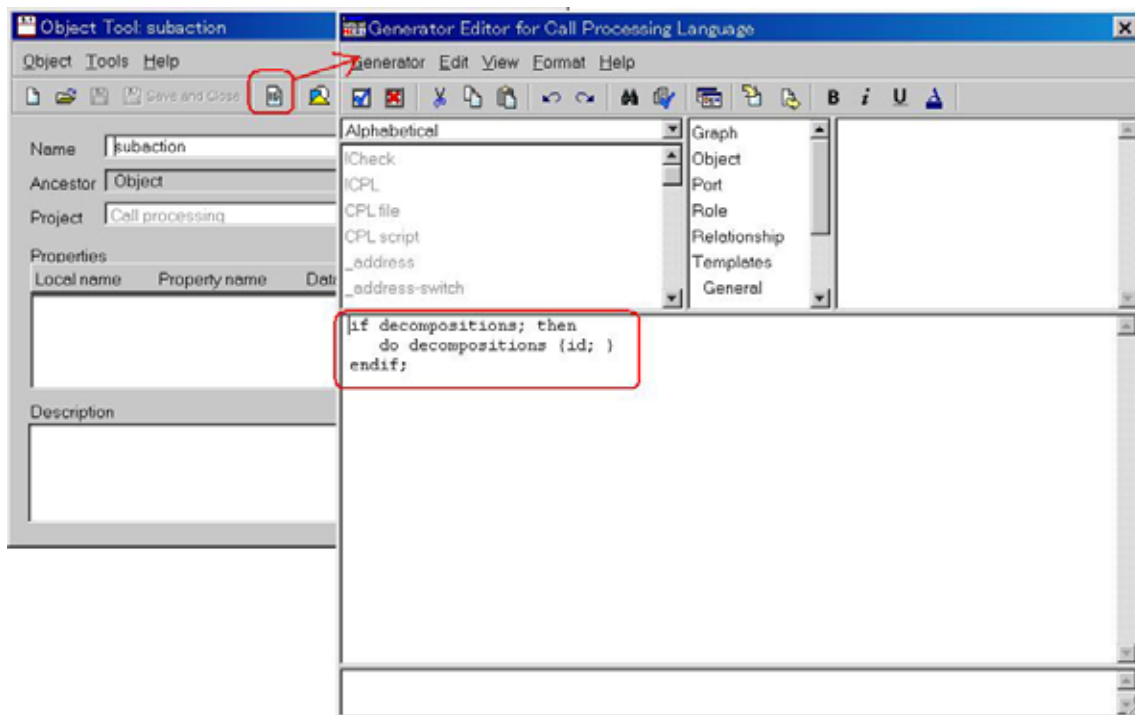 Object Tool: subaction
Object Tools Help
Save and Close
Name subaction
Ancestor Object
Project Call processing
Properties
Local name Property name Data
Description
Generator Editor for Call Processing Language
Generator Edit View Format Help
B i U A
Alphabetical
!Check
!CPL
CPL file
CPL script
_address
_address-switch
Graph
Object
Port
Role
Relationship
Templates
General
if decompositions; then
do decompositions {id; }
endif;